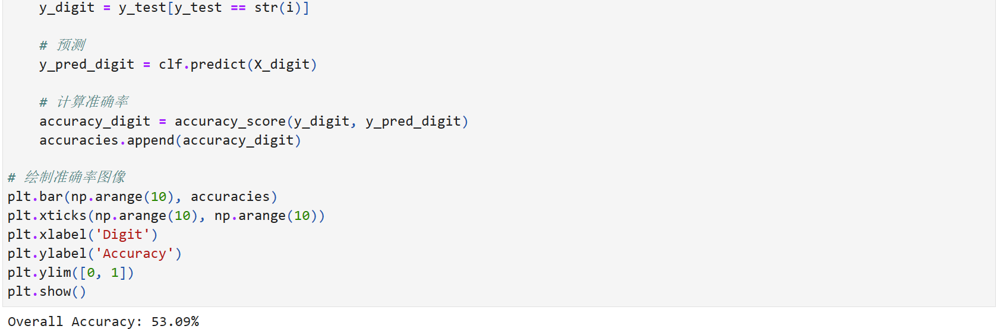 y_digit = y_test[y_test == str(i)]
# 预测
y_pred_digit = clf.predict(X_digit)
# 计算准确率
accuracy_digit = accuracy_score(y_digit, y_pred_digit)
accuracies.append(accuracy_digit)
# 绘制准确率图像
plt.bar(np.arange(10), accuracies)
plt.xticks(np.arange(10), np.arange(10))
plt.xlabel('Digit')
plt.ylabel('Accuracy')
plt.ylim([0, 1])
plt.show()
Overall Accuracy: 53.09%